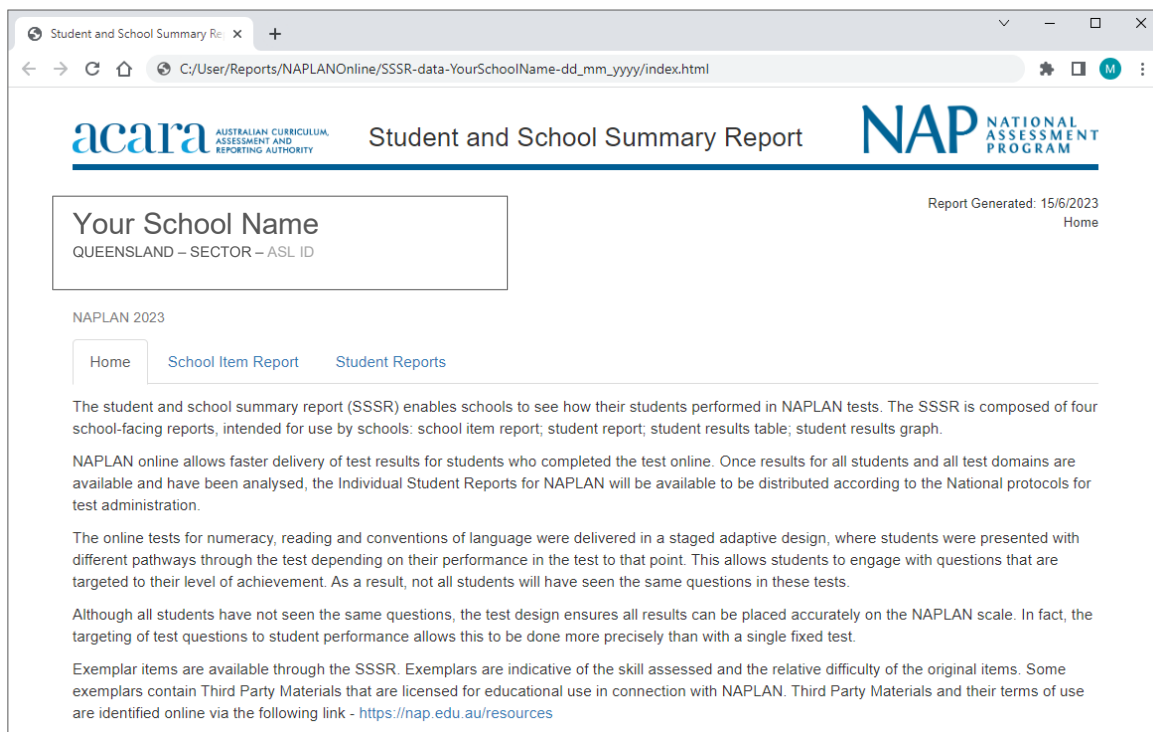 Student and School Summary Re
C:/User/Reports/NAPLANOnline/SSSR-data-YourSchoolName-dd_mm_yyyy/index.html
M
acara AUSTRALIAN CURRICULUM,
ASSESSMENT AND
REPORTING AUTHORITY
Student and School Summary Report
NAP NATIONAL
ASSESSMENT
PROGRAM
Your School Name
QUEENSLAND – SECTOR – ASL ID
Report Generated: 15/6/2023
Home
NAPLAN 2023
Home School Item Report Student Reports
The student and school summary report (SSSR) enables schools to see how their students performed in NAPLAN tests. The SSSR is composed of four
school-facing reports, intended for use by schools: school item report; student report; student results table; student results graph.
NAPLAN online allows faster delivery of test results for students who completed the test online. Once results for all students and all test domains are
available and have been analysed, the Individual Student Reports for NAPLAN will be available to be distributed according to the National protocols for
test administration.
The online tests for numeracy, reading and conventions of language were delivered in a staged adaptive design, where students were presented with
different pathways through the test depending on their performance in the test to that point. This allows students to engage with questions that are
targeted to their level of achievement. As a result, not all students will have seen the same questions in these tests.
Although all students have not seen the same questions, the test design ensures all results can be placed accurately on the NAPLAN scale. In fact, the
targeting of test questions to student performance allows this to be done more precisely than with a single fixed test.
Exemplar items are available through the SSSR. Exemplars are indicative of the skill assessed and the relative difficulty of the original items. Some
exemplars contain Third Party Materials that are licensed for educational use in connection with NAPLAN. Third Party Materials and their terms of use
are identified online via the following link - https://nap.edu.au/resources